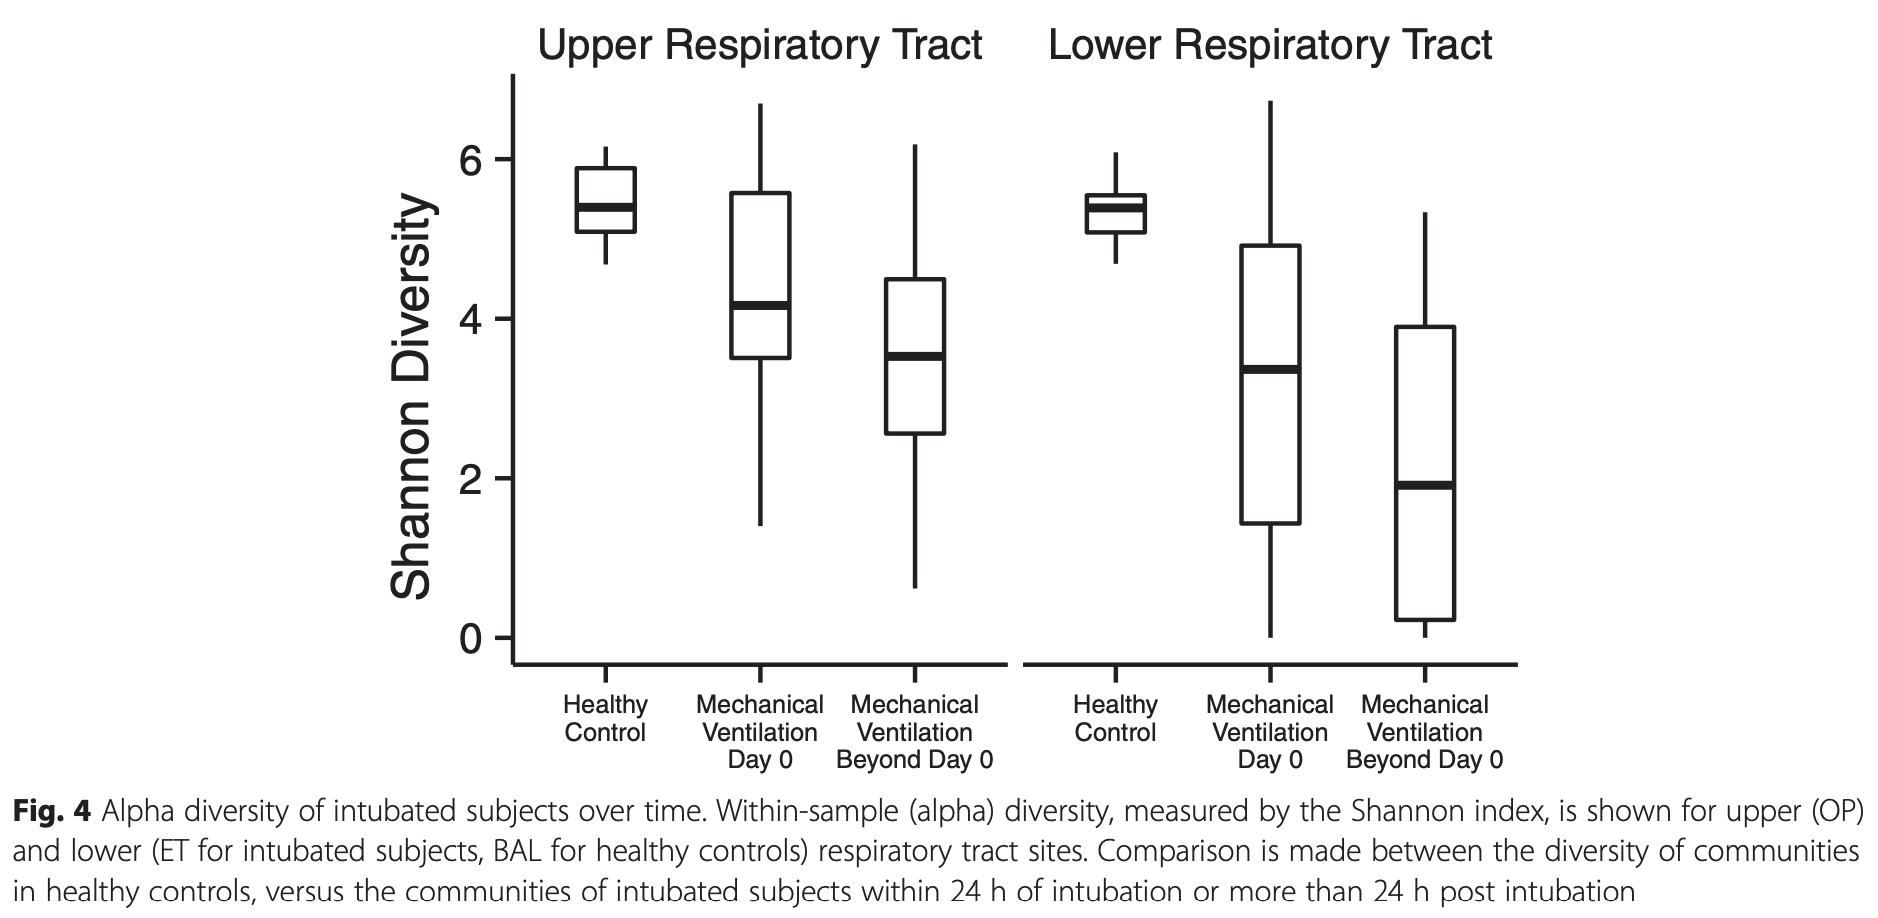 Upper Respiratory Tract
Lower Respiratory Tract
Shannon Diversity
6
4
2
0
Healthy
Control
Mechanical
Ventilation
Day 0
Mechanical
Ventilation
Beyond Day 0
Healthy
Control
Mechanical
Ventilation
Day 0
Mechanical
Ventilation
Beyond Day 0
Fig. 4 Alpha diversity of intubated subjects over time. Within-sample (alpha) diversity, measured by the Shannon index, is shown for upper (OP)
and lower (ET for intubated subjects, BAL for healthy controls) respiratory tract sites. Comparison is made between the diversity of communities
in healthy controls, versus the communities of intubated subjects within 24 h of intubation or more than 24 h post intubation